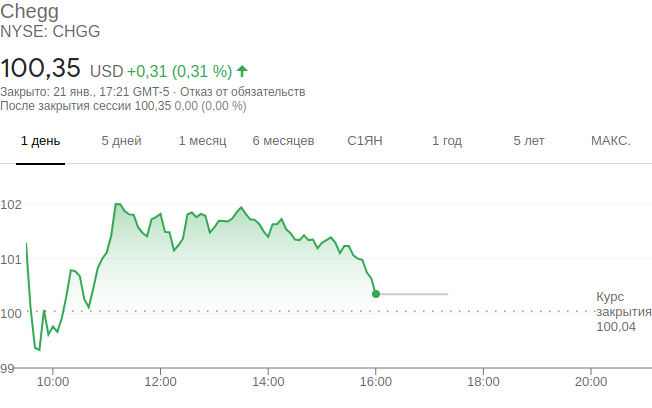 Chegg
NYSE: CHGG
100,35 USD +0,31 (0,31 %)
Закрыто: 21 янв., 17:21 GMT-5 · Отказ от обязательств
После закрытия сессии 100,35 0,00 (0,00 %)
1 день 5 дней 1 месяц 6 месяцев С1ЯН 1 год 5 лет МАКС.
102
101
100
99
Курс
закрытия
100,04
10:00 12:00 14:00 16:00 18:00 20:00